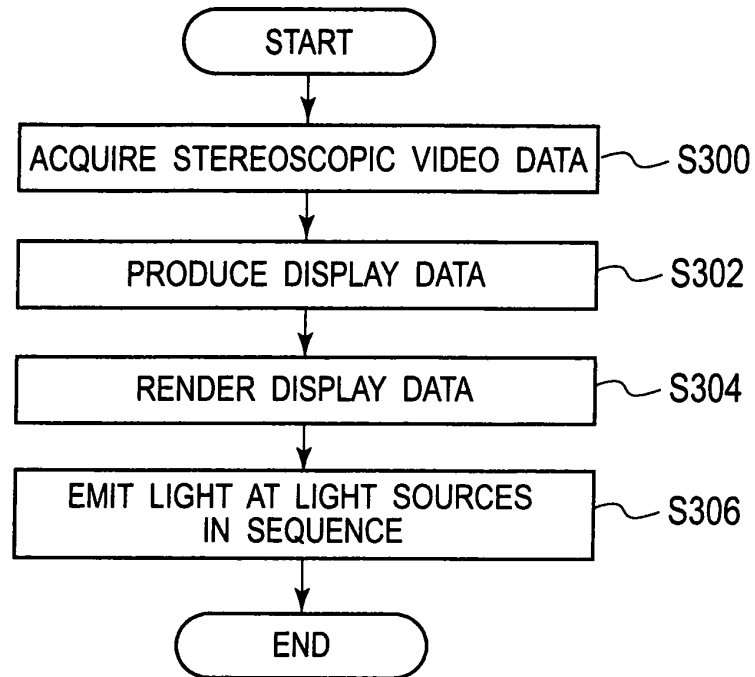 START
ACQUIRE STEREOSCOPIC VIDEO DATA S300
PRODUCE DISPLAY DATA S302
RENDER DISPLAY DATA S304
EMIT LIGHT AT LIGHT SOURCES
IN SEQUENCE S306
END